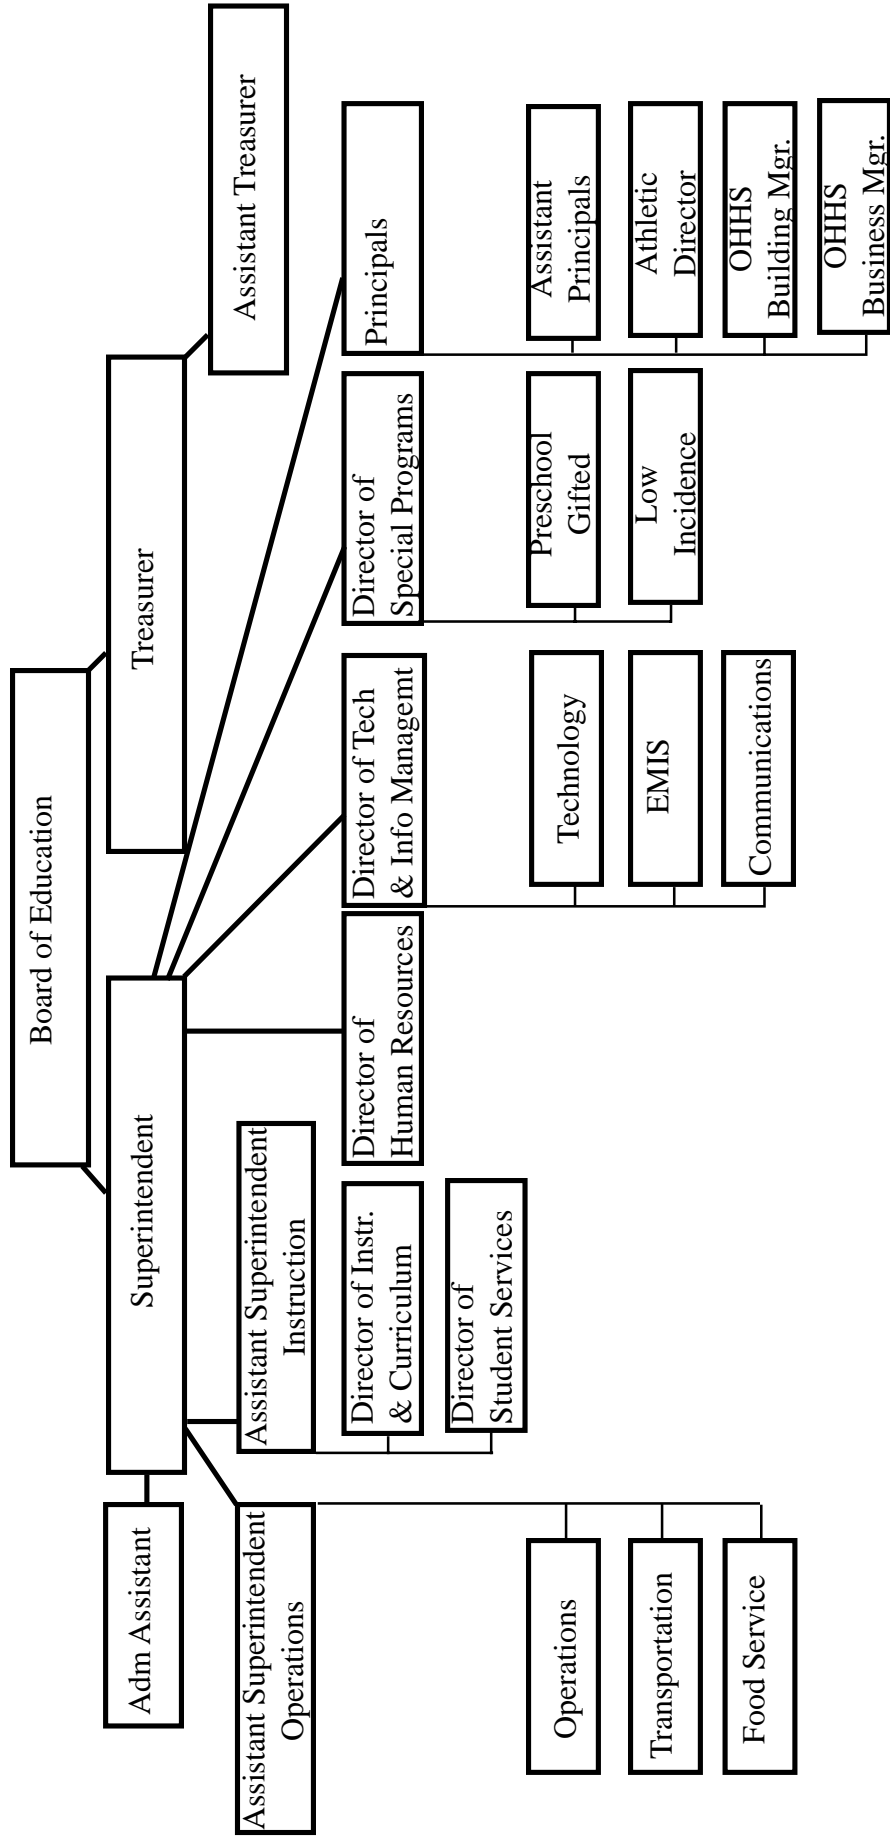 Board of Education
Superintendent
Treasurer
Adm Assistant
Assistant Treasurer
Assistant Superintendent
Operations
Assistant Superintendent
Instruction
Director of Instr.
& Curriculum
Director of
Student Services
Director of
Human Resources
Director of Tech
& Info Managemt
Director of
Special Programs
Principals
Operations
Transportation
Food Service
Technology
EMIS
Communications
Preschool
Gifted
Low
Incidence
Assistant
Principals
Athletic
Director
OHHS
Building Mgr.
OHHS
Business Mgr.